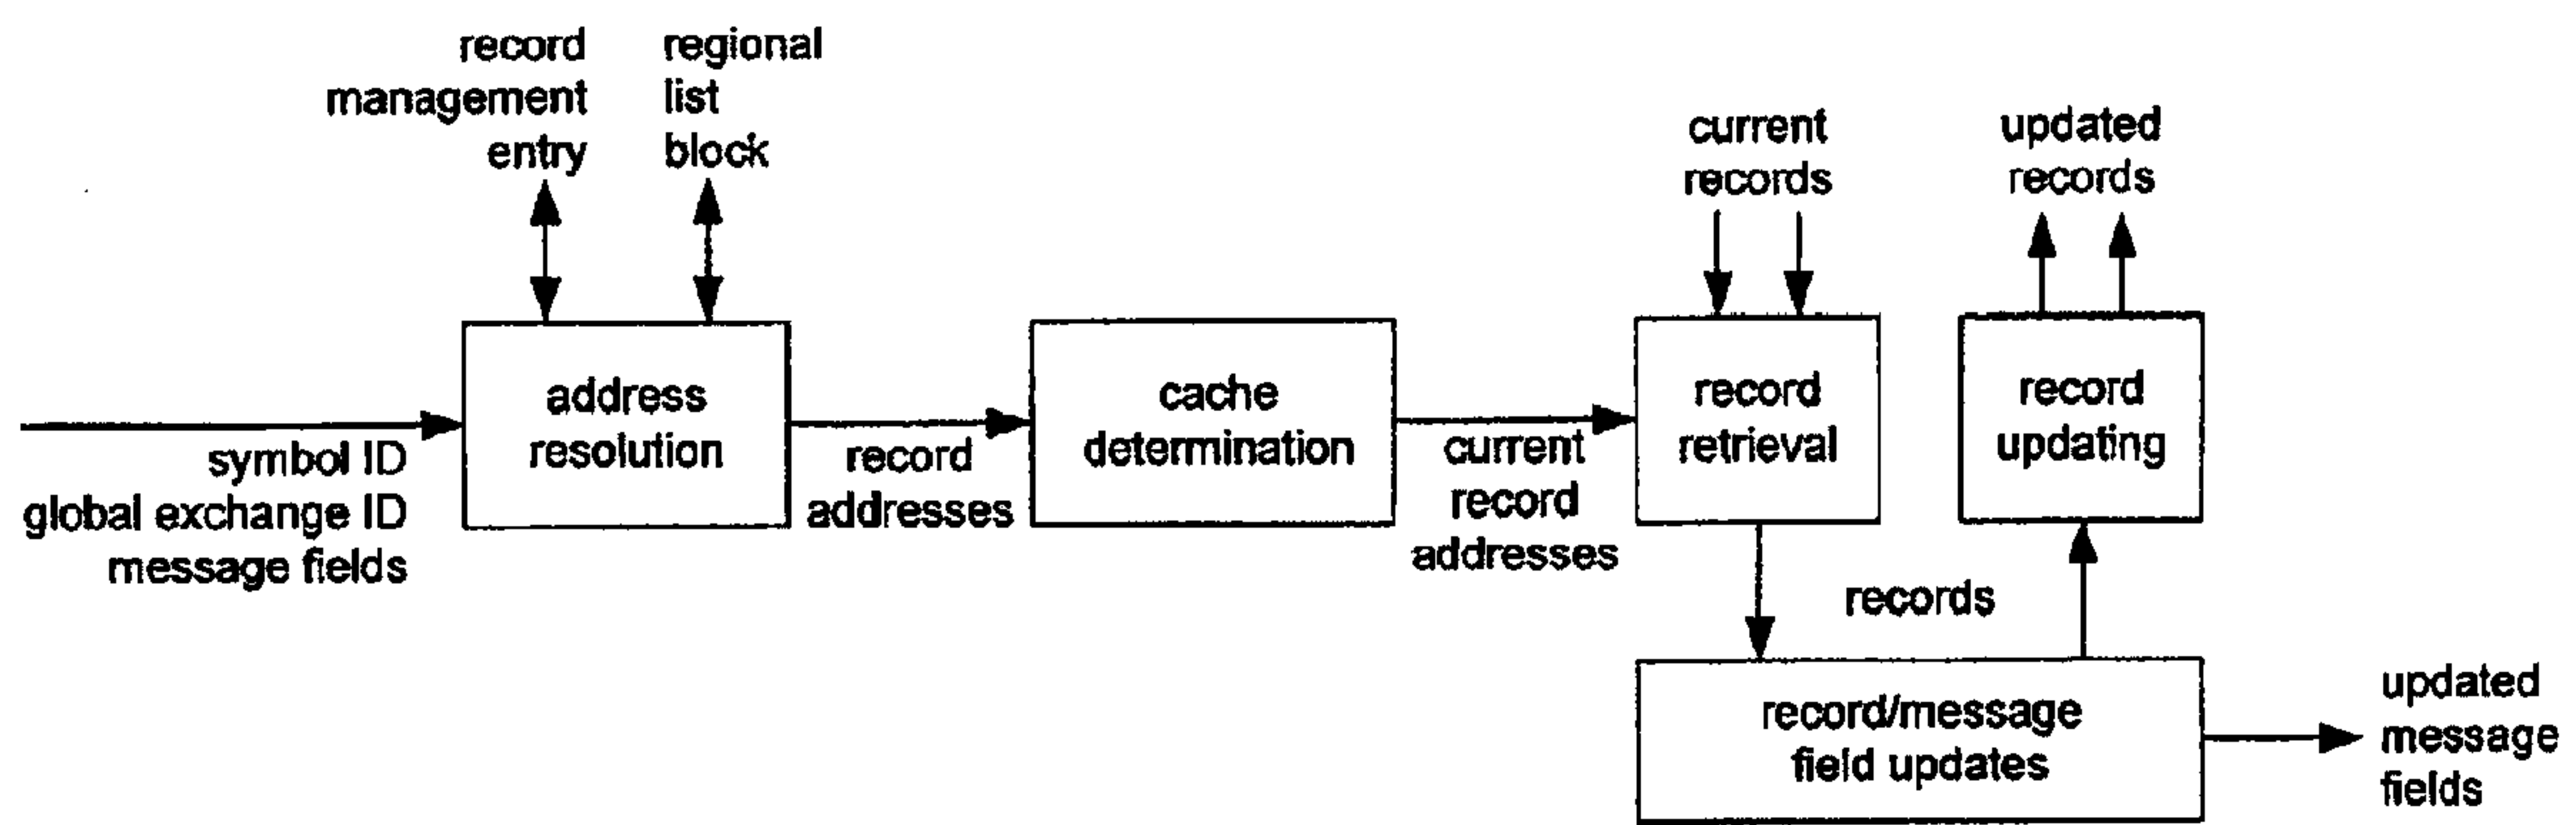 record
management
entry
regional
list
block
current
records
updated
records
symbol ID
global exchange ID
message fields
address
resolution
record
addresses
cache
determination
current
record
addresses
record
retrieval
record
updating
records
record/message
field updates
updated
message
fields